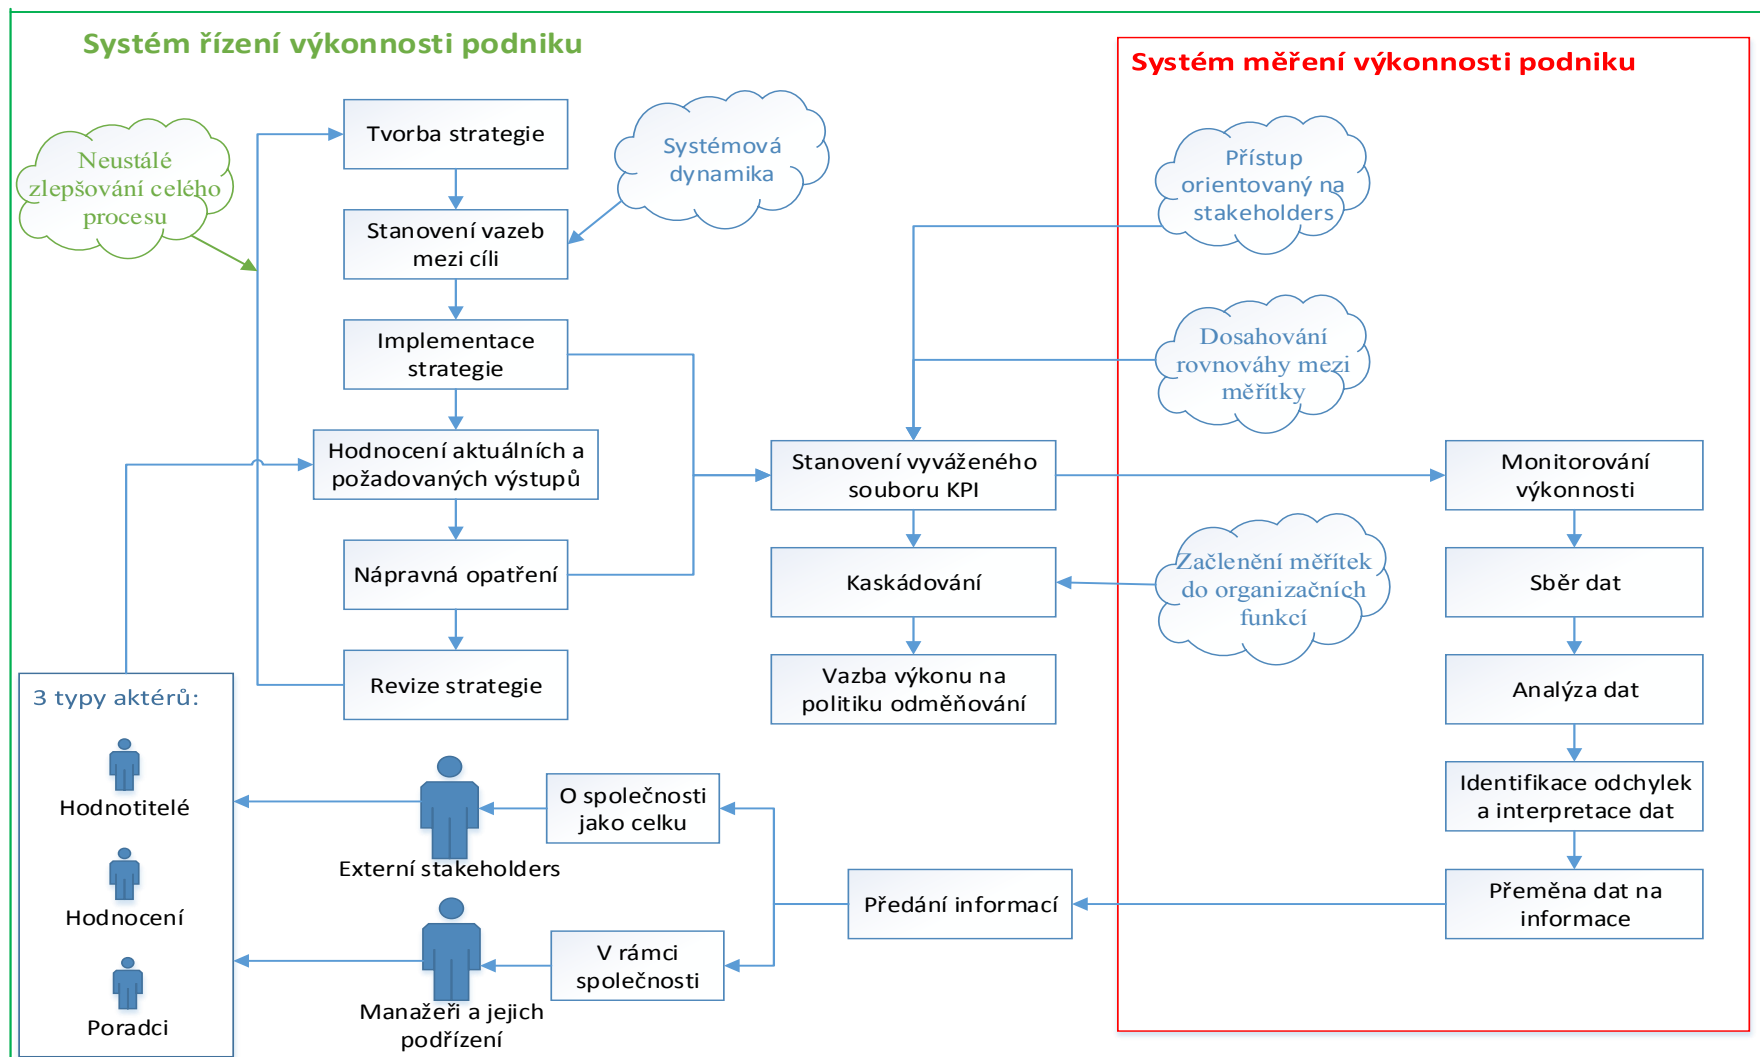 Systém řízení výkonnosti podniku
Systém měření výkonnosti podniku
Neustálé
zlepšování celého
procesu
Tvorba strategie
Systémová
dynamika
Přístup
orientovaný na
stakeholders
Stanovení vazeb
mezi cíli
Implementace
strategie
Dosahování
rovnováhy mezi
měřítky
Hodnocení aktuálních a
požadovaných výstupů
Stanovení vyváženého
souboru KPI
Monitorování
výkonnosti
Nápravná opatření
Kaskádování
Začlenění měřítek
do organizačních
funkcí
Sběr dat
Revize strategie
Vazba výkonu na
politiku odměňování
Analýza dat
3 typy aktérů:
Hodnotitelé
Hodnocení
Poradci
Externí stakeholders
O společnosti
jako celku
Identifikace odchylek
a interpretace dat
Manažeři a jejich
podřízení
V rámci
společnosti
Předání informací
Přeměna dat na
informace